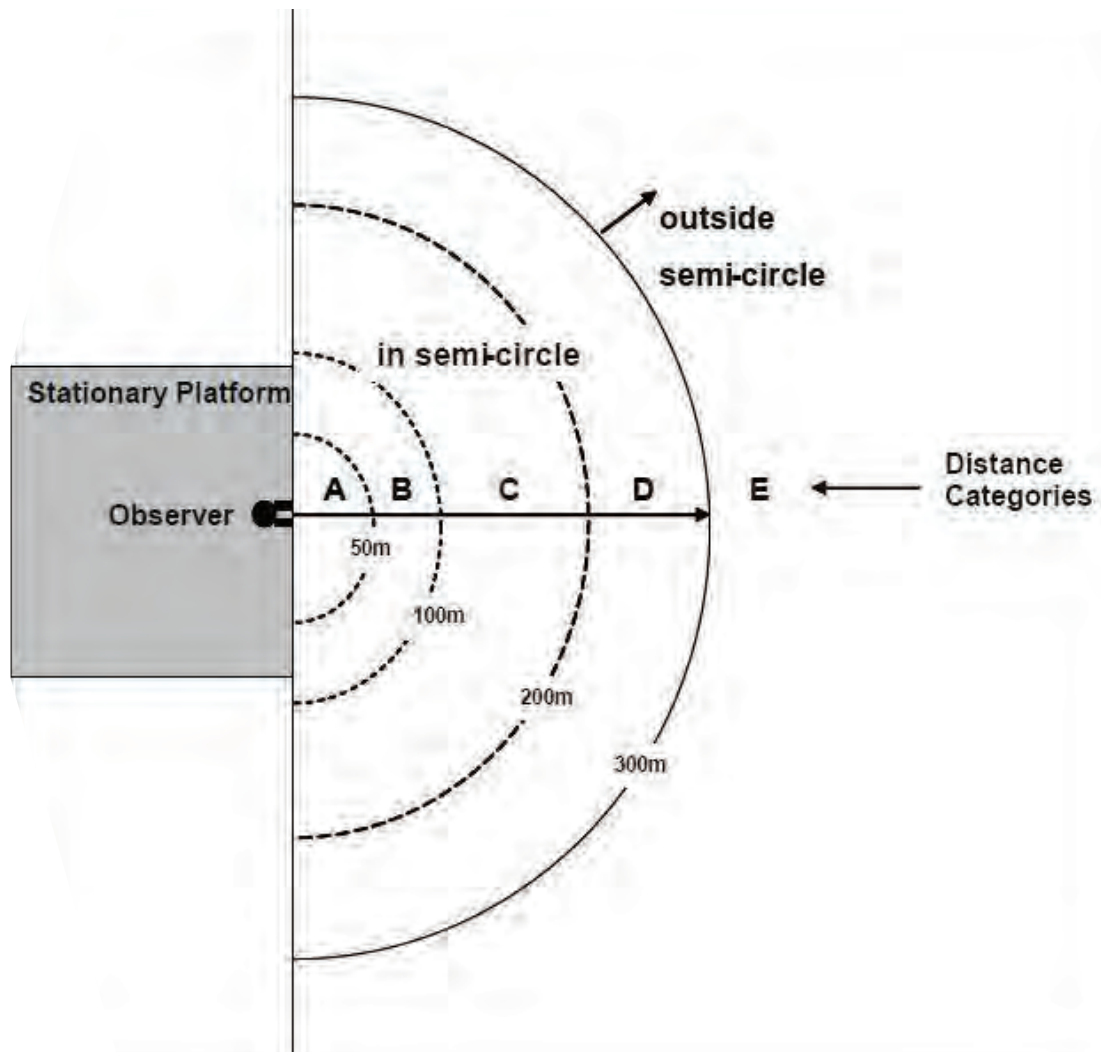 outside
semi-circle
in semi-circle
Stationary Platform
A B C D E
Distance
Categories
Observer
50m
100m
200m
300m